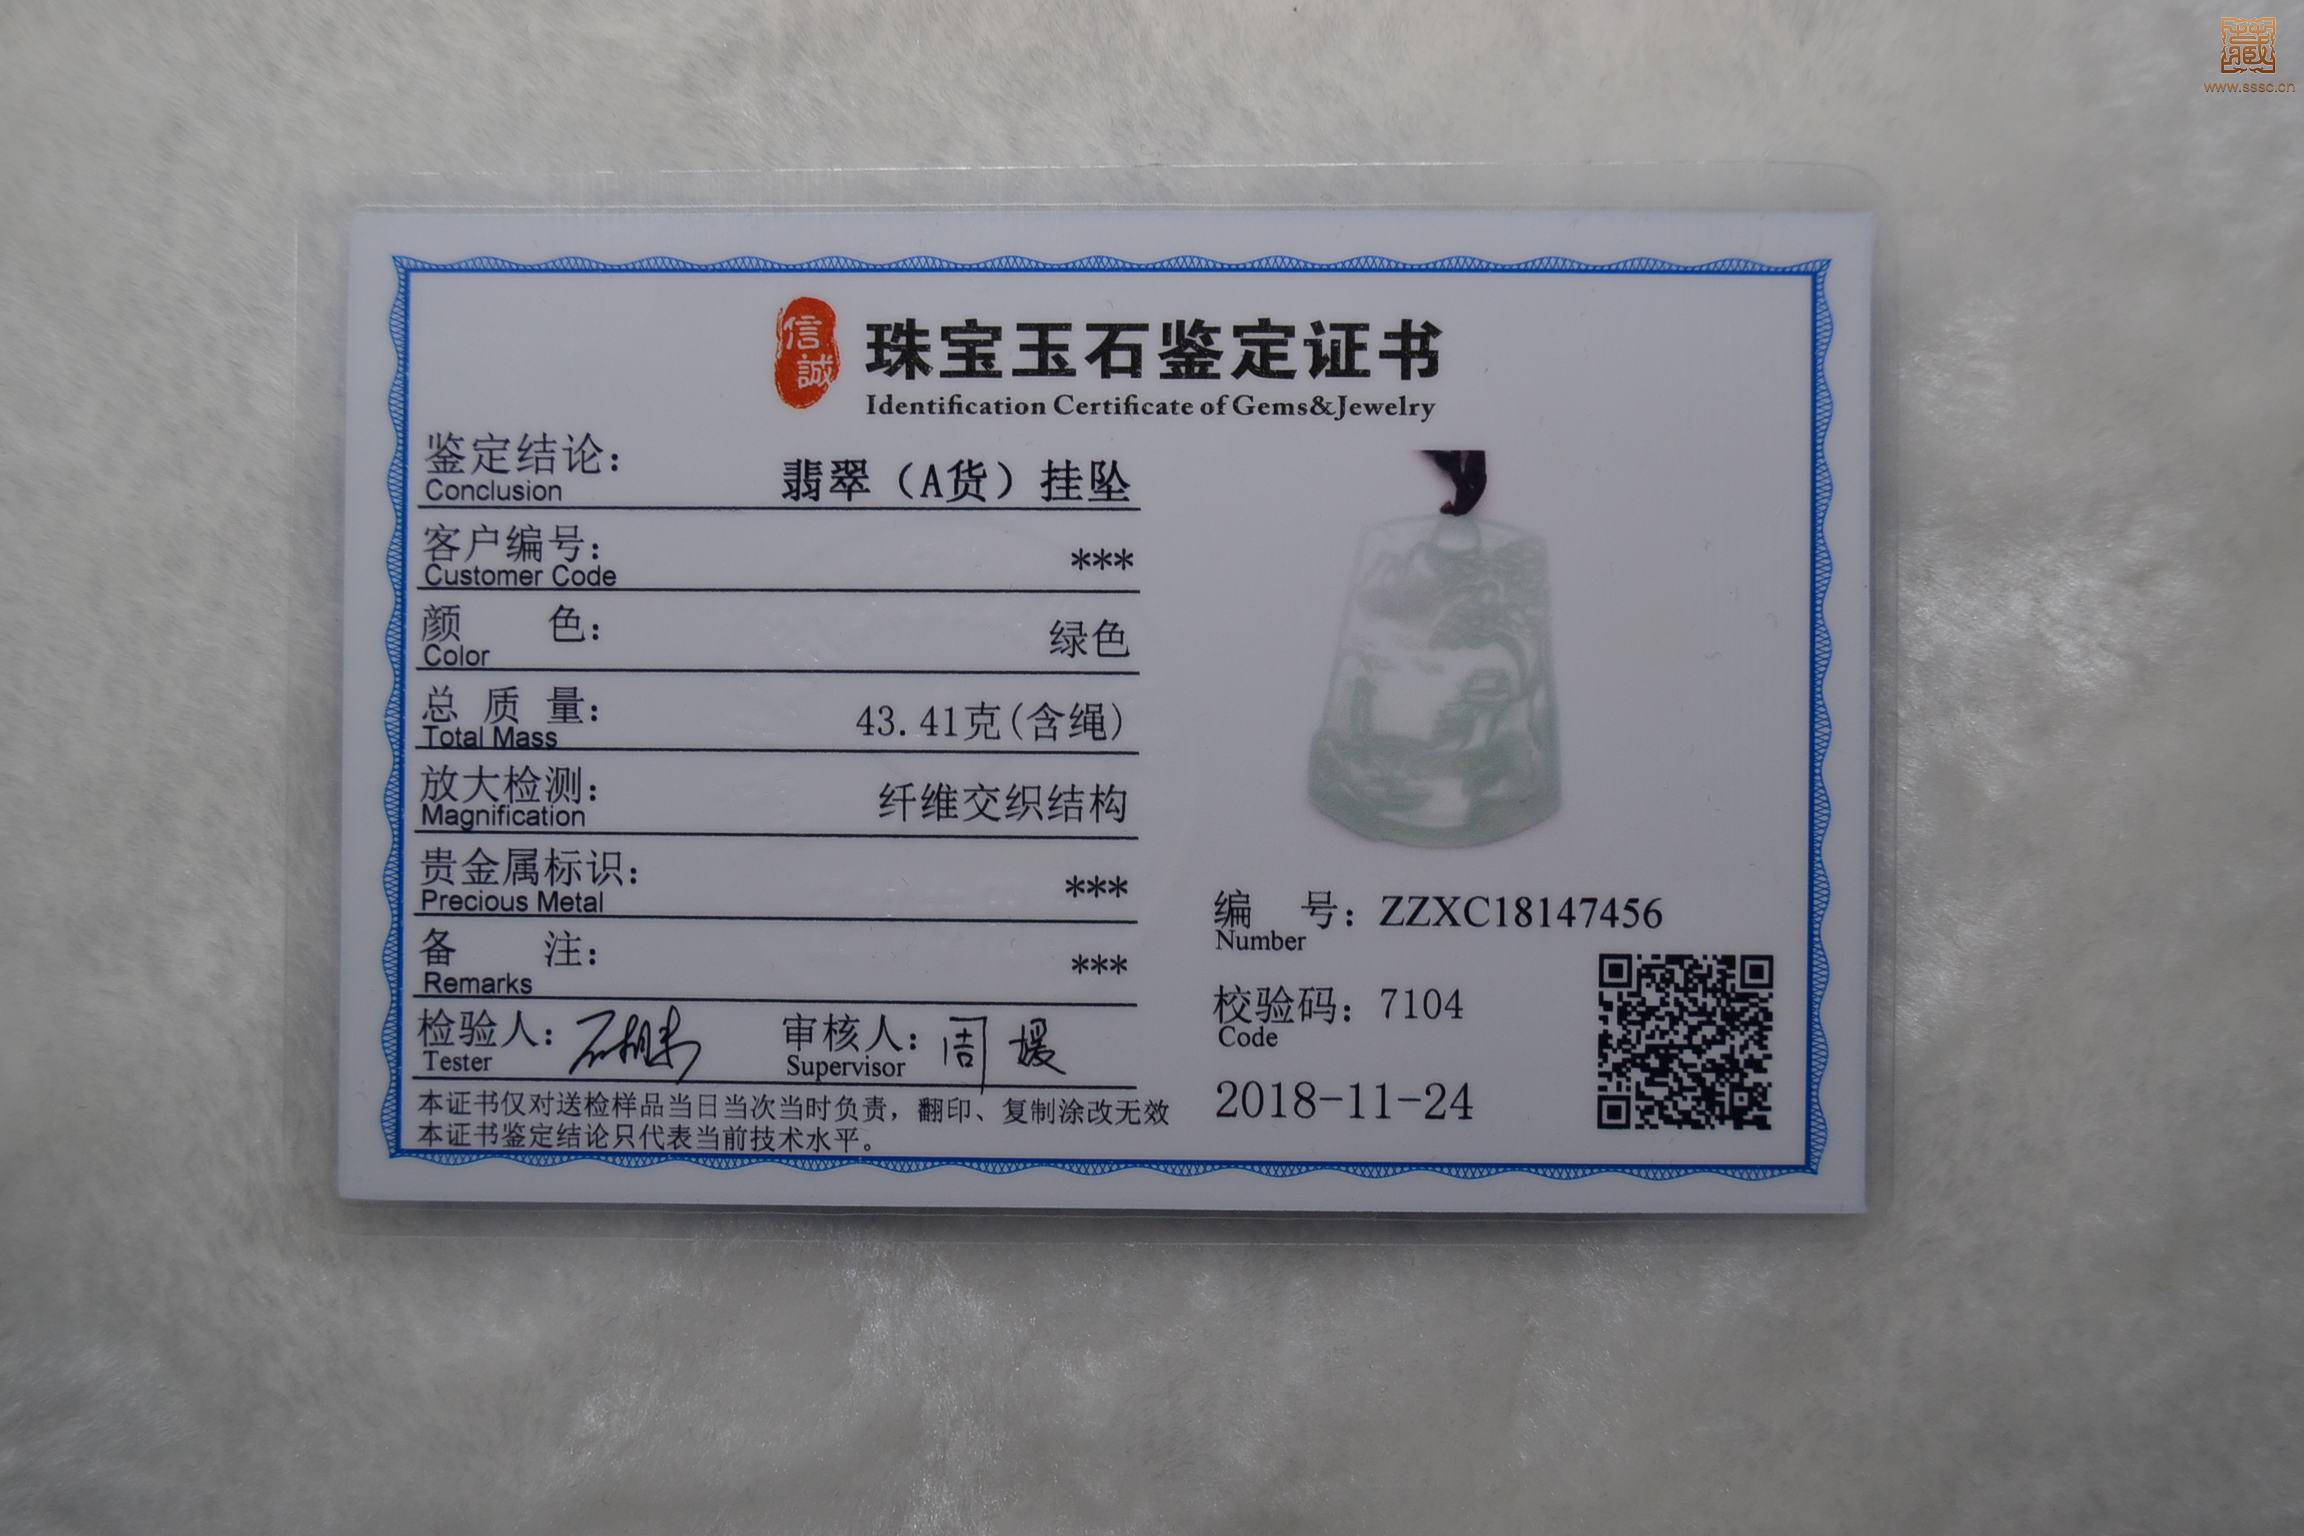 藏
www.sssc.cn
信
誠
珠宝玉石鉴定证书
Identification Certificate of Gems&Jewelry
鉴定结论： 翡翠（A货）挂坠
Conclusion
客户编号： ***
Customer Code
颜 色： 绿色
Color
总 质 量： 43.41克(含绳)
Total Mass
放大检测： 纤维交织结构
Magnification
贵金属标识： ***
Precious Metal
备 注： ***
Remarks
检验人： 审核人：周媛
Tester Supervisor
本证书仅对送检样品当日当次当时负责，翻印、复制涂改无效
本证书鉴定结论只代表当前技术水平。
编 号：ZZXC18147456
Number
校验码：7104
Code
2018-11-24